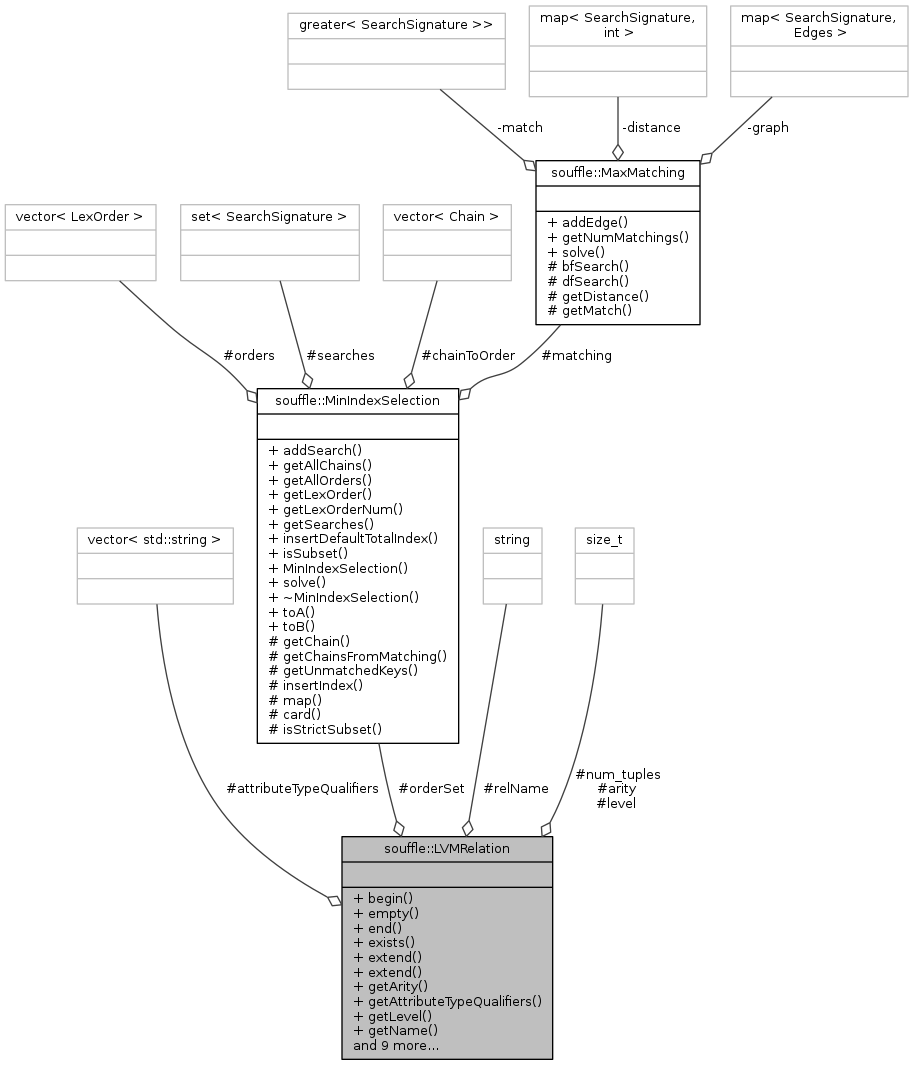 greater< SearchSignature >>
map< SearchSignature,
int >
map< SearchSignature,
Edges >
-match
-distance
-graph
souffle::MaxMatching
+ addEdge()
+ getNumMatchings()
+ solve()
# bfSearch()
# dfSearch()
# getDistance()
# getMatch()
vector< LexOrder >
set< SearchSignature >
vector< Chain >
#orders
#searches
#chainToOrder
#matching
souffle::MinIndexSelection
+ addSearch()
+ getAllChains()
+ getAllOrders()
+ getLexOrder()
+ getLexOrderNum()
+ getSearches()
+ insertDefaultTotalIndex()
+ isSubset()
+ MinIndexSelection()
+ solve()
+ ~MinIndexSelection()
+ toA()
+ toB()
# getChain()
# getChainsFromMatching()
# getUnmatchedKeys()
# insertIndex()
# map()
# card()
# isStrictSubset()
vector< std::string >
string
size_t
#attributeTypeQualifiers
#orderSet
#relName
#num_tuples
#arity
#level
souffle::LVMRelation
+ begin()
+ empty()
+ end()
+ exists()
+ extend()
+ extend()
+ getArity()
+ getAttributeTypeQualifiers()
+ getLevel()
+ getName()
and 9 more...